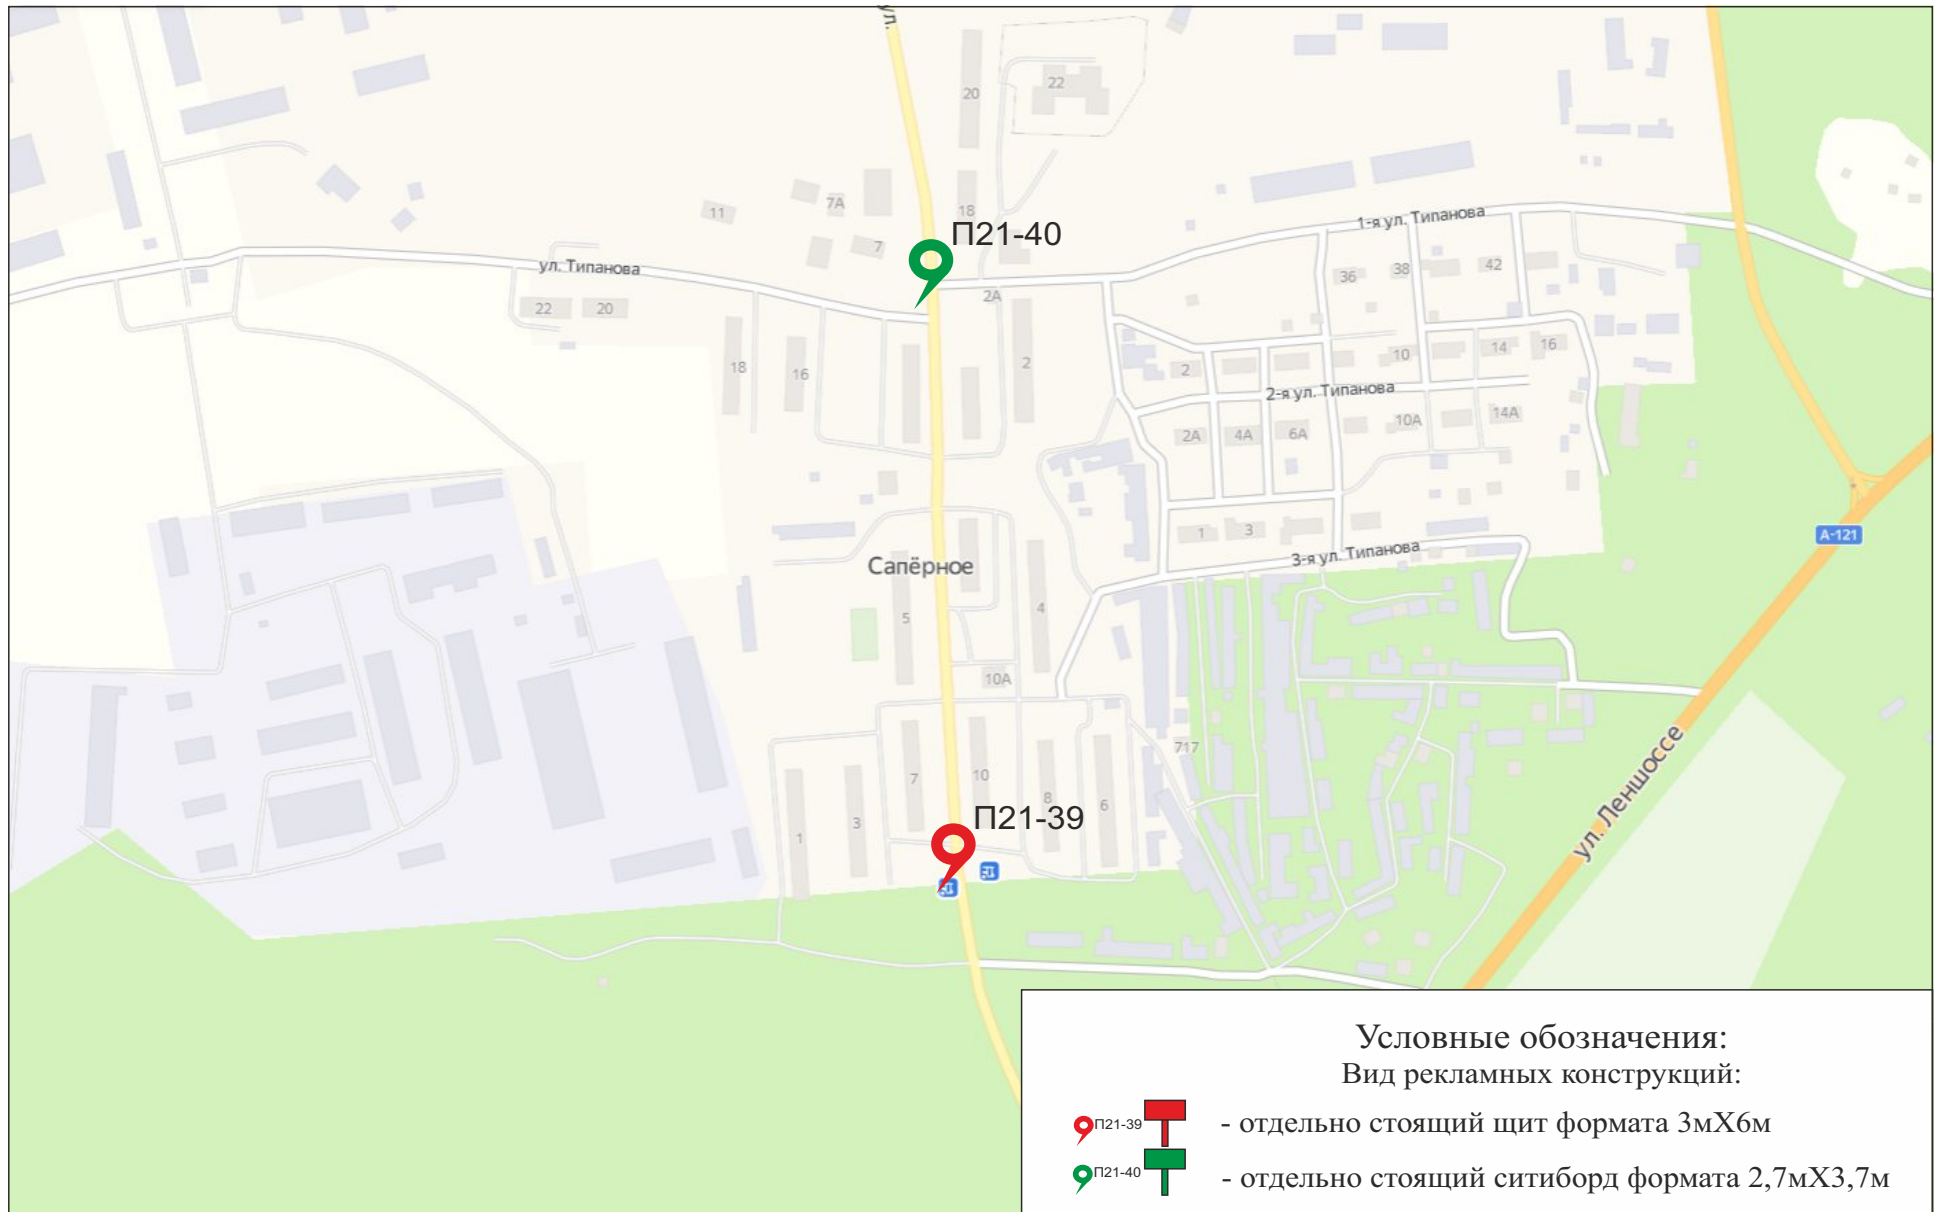 ул.
20
22
11
7А
18
7
П21-40
1-я ул. Типанова
ул. Типанова
36
38
42
22
20
2А
18
16
2
2
10
14
16
2-я ул. Типанова
2А
4А
6А
10А
14А
1
3
3-я ул. Типанова
А-121
Сапёрное
5
4
10А
717
7
10
8
6
1
3
П21-39
ул. Леншоссе
Условные обозначения:
Вид рекламных конструкций:
П21-39 - отдельно стоящий щит формата 3мХ6м
П21-40 - отдельно стоящий ситиборд формата 2,7мХ3,7м